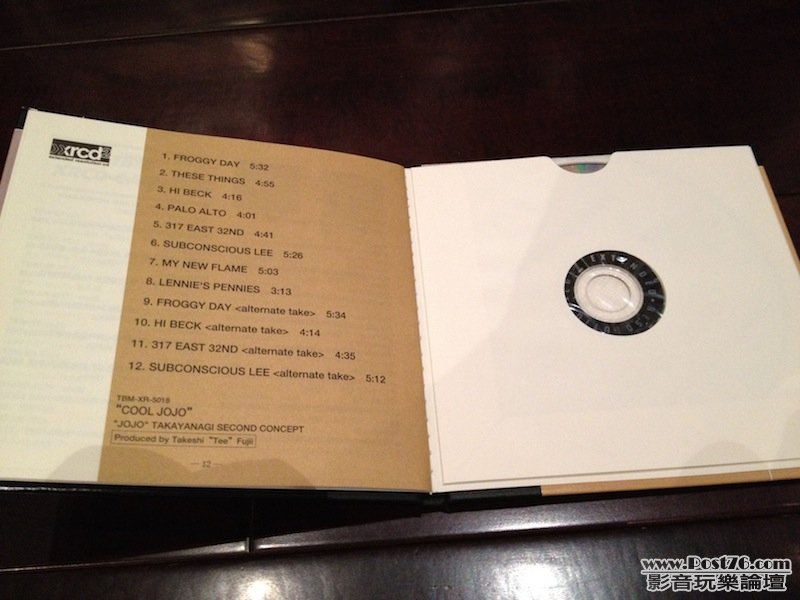 xrcd
extended resolution cd
1. FROGGY DAY 5:32
2. THESE THINGS 4:55
3. HI BECK 4:16
4. PALO ALTO 4:01
5. 317 EAST 32ND 4:41
6. SUBCONSCIOUS LEE 5:26
7. MY NEW FLAME 5:03
8. LENNIE'S PENNIES 3:13
9. FROGGY DAY <alternate take> 5:34
10. HI BECK <alternate take> 4:14
11. 317 EAST 32ND <alternate take> 4:35
12. SUBCONSCIOUS LEE <alternate take> 5:12
TBM-XR-5018
"COOL JOJO"
"JOJO" TAKAYANAGI SECOND CONCEPT
Produced by Takeshi "Tee" Fujii
— 12 —
EXTENDED
www.Post76.com
影音玩樂論壇